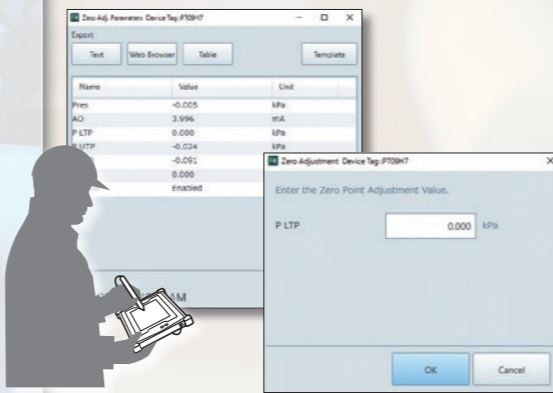 Zero Adj. Parameters Device Tag :PT09H7
Export
Text Web Browser Table Template
Name Value Unit
Pres -0.005 kPa
AO 3.996 mA
P LTP 0.000 kPa
P UTP -0.024 kPa
-0.091
0.000
Enabled
AM
Zero Adjustment Device Tag :PT09H7
Enter the Zero Point Adjustment Value.
P LTP 0.000 kPa
OK Cancel